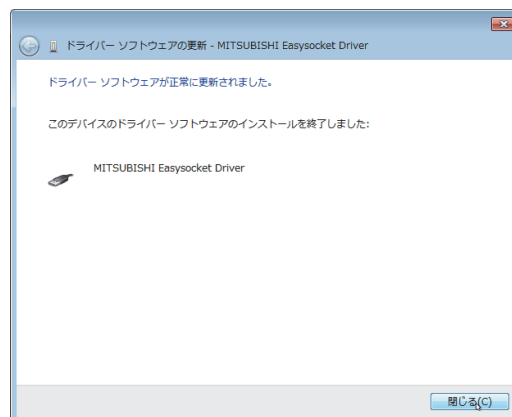 ドライバー ソフトウェアの更新 - MITSUBISHI Easysocket Driver
ドライバー ソフトウェアが正常に更新されました。
このデバイスのドライバー ソフトウェアのインストールを終了しました:
MITSUBISHI Easysocket Driver
閉じる(C)